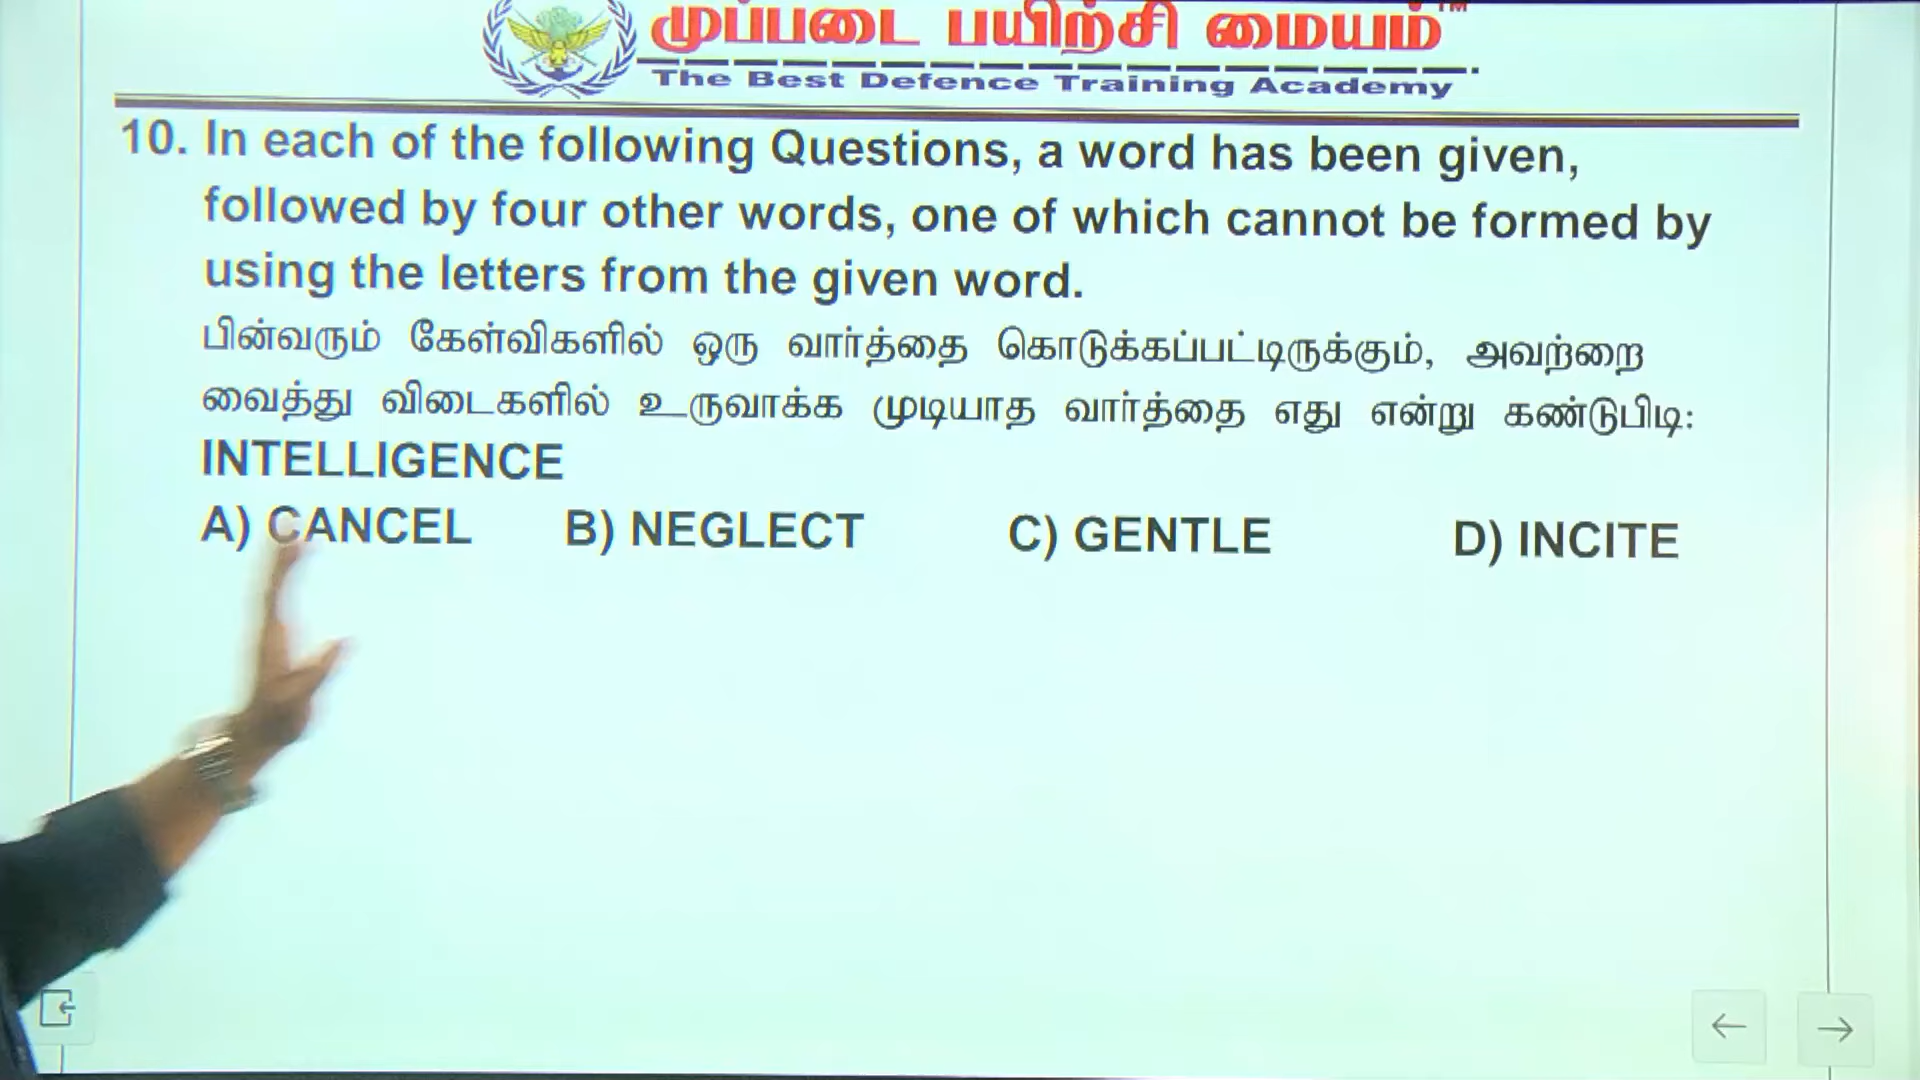 முப்படை பயிற்சி மையம் TM
The Best Defence Training Academy
10. In each of the following Questions, a word has been given,
followed by four other words, one of which cannot be formed by
using the letters from the given word.
பின்வரும் கேள்விகளில் ஒரு வார்த்தை கொடுக்கப்பட்டிருக்கும், அவற்றை
வைத்து விடைகளில் உருவாக்க முடியாத வார்த்தை எது என்று கண்டுபிடி:
INTELLIGENCE
A) CANCEL B) NEGLECT C) GENTLE D) INCITE